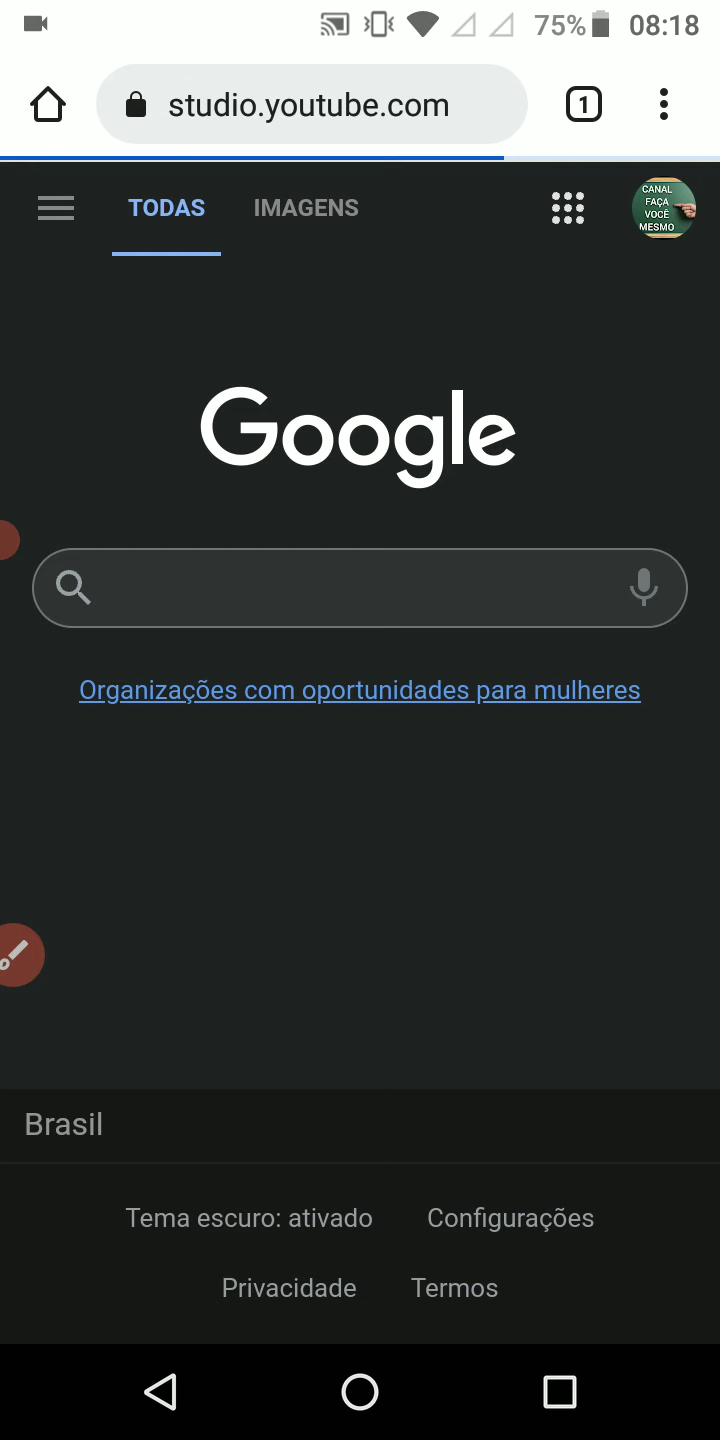 75% 08:18
studio.youtube.com
1
TODAS IMAGENS
CANAL
FAÇA
VOCÊ
MESMO
Google
Organizações com oportunidades para mulheres
Brasil
Tema escuro: ativado Configurações
Privacidade Termos